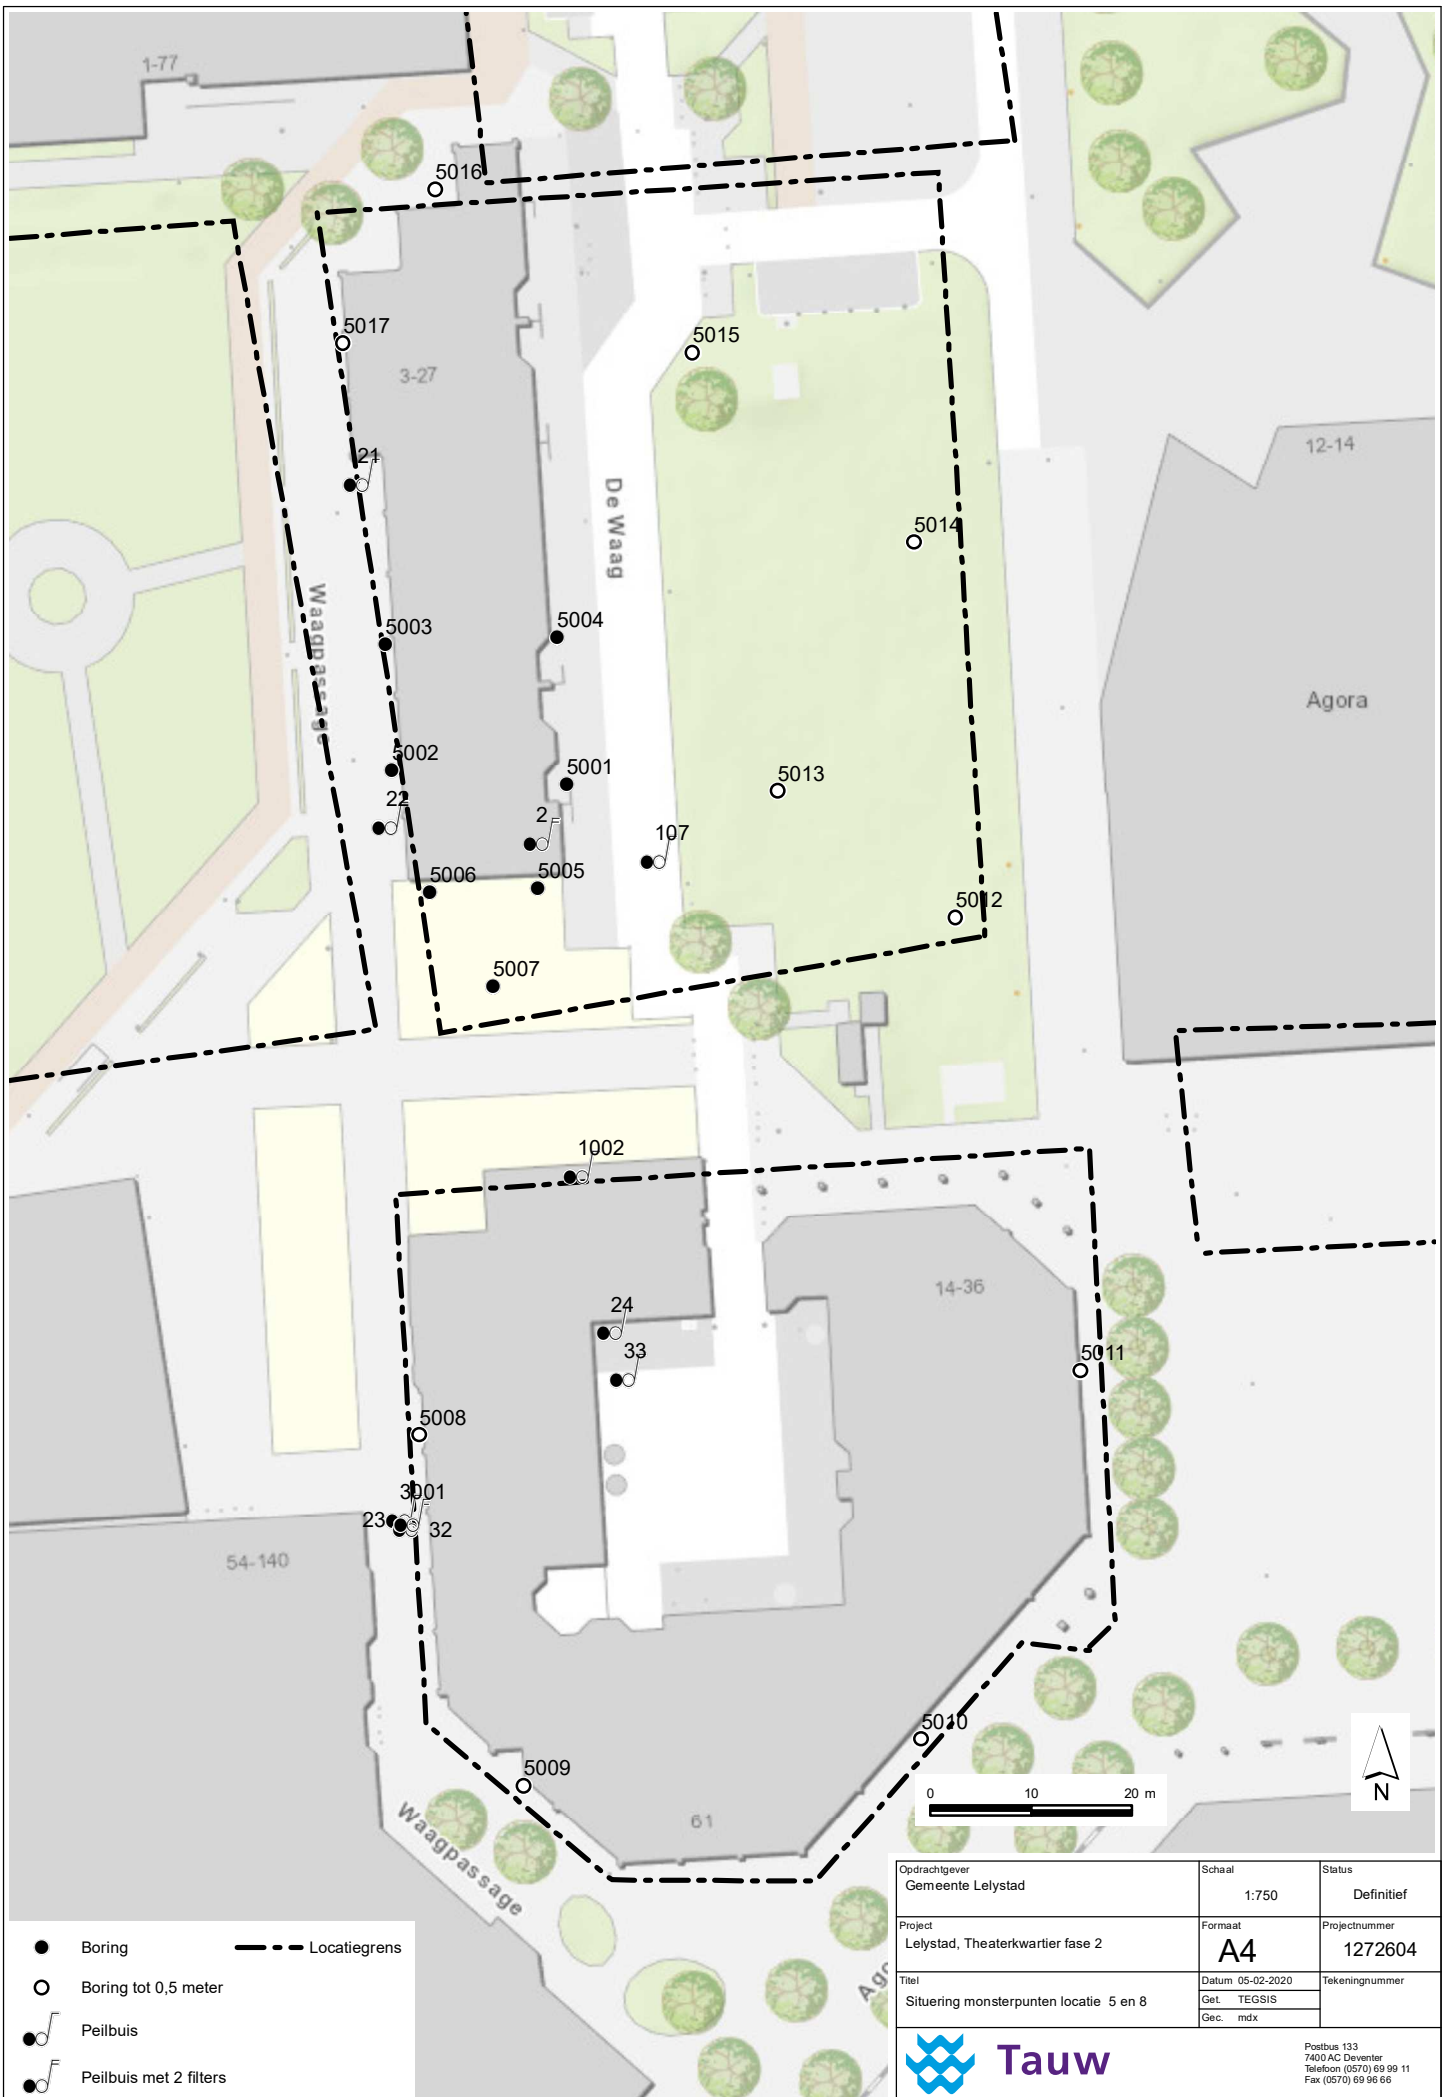 1-77
5016
5017
3-27
5015
21
De Waag
5014
12-14
Waagpassage
5003
5004
Agora
5002
5001
5013
22
2
107
5006
5005
5012
5007
1002
14-36
24
33
5011
5008
3001
23
32
54-140
5010
5009
61
Waagpassage
0 10 20 m
N
Opdrachtgever
Gemeente Lelystad
Schaal
1:750
Status
Definitief
Project
Lelystad, Theaterkwartier fase 2
Formaat
A4
Projectnummer
1272604
Titel
Situering monsterpunten locatie 5 en 8
Datum 05-02-2020
Get. TEGSIS
Gec. mdx
Tekeningnummer
Tauw
Postbus 133
7400 AC Deventer
Telefoon (0570) 69 99 11
Fax (0570) 69 96 66
Boring
Locatiegrens
Boring tot 0,5 meter
Peilbuis
Peilbuis met 2 filters